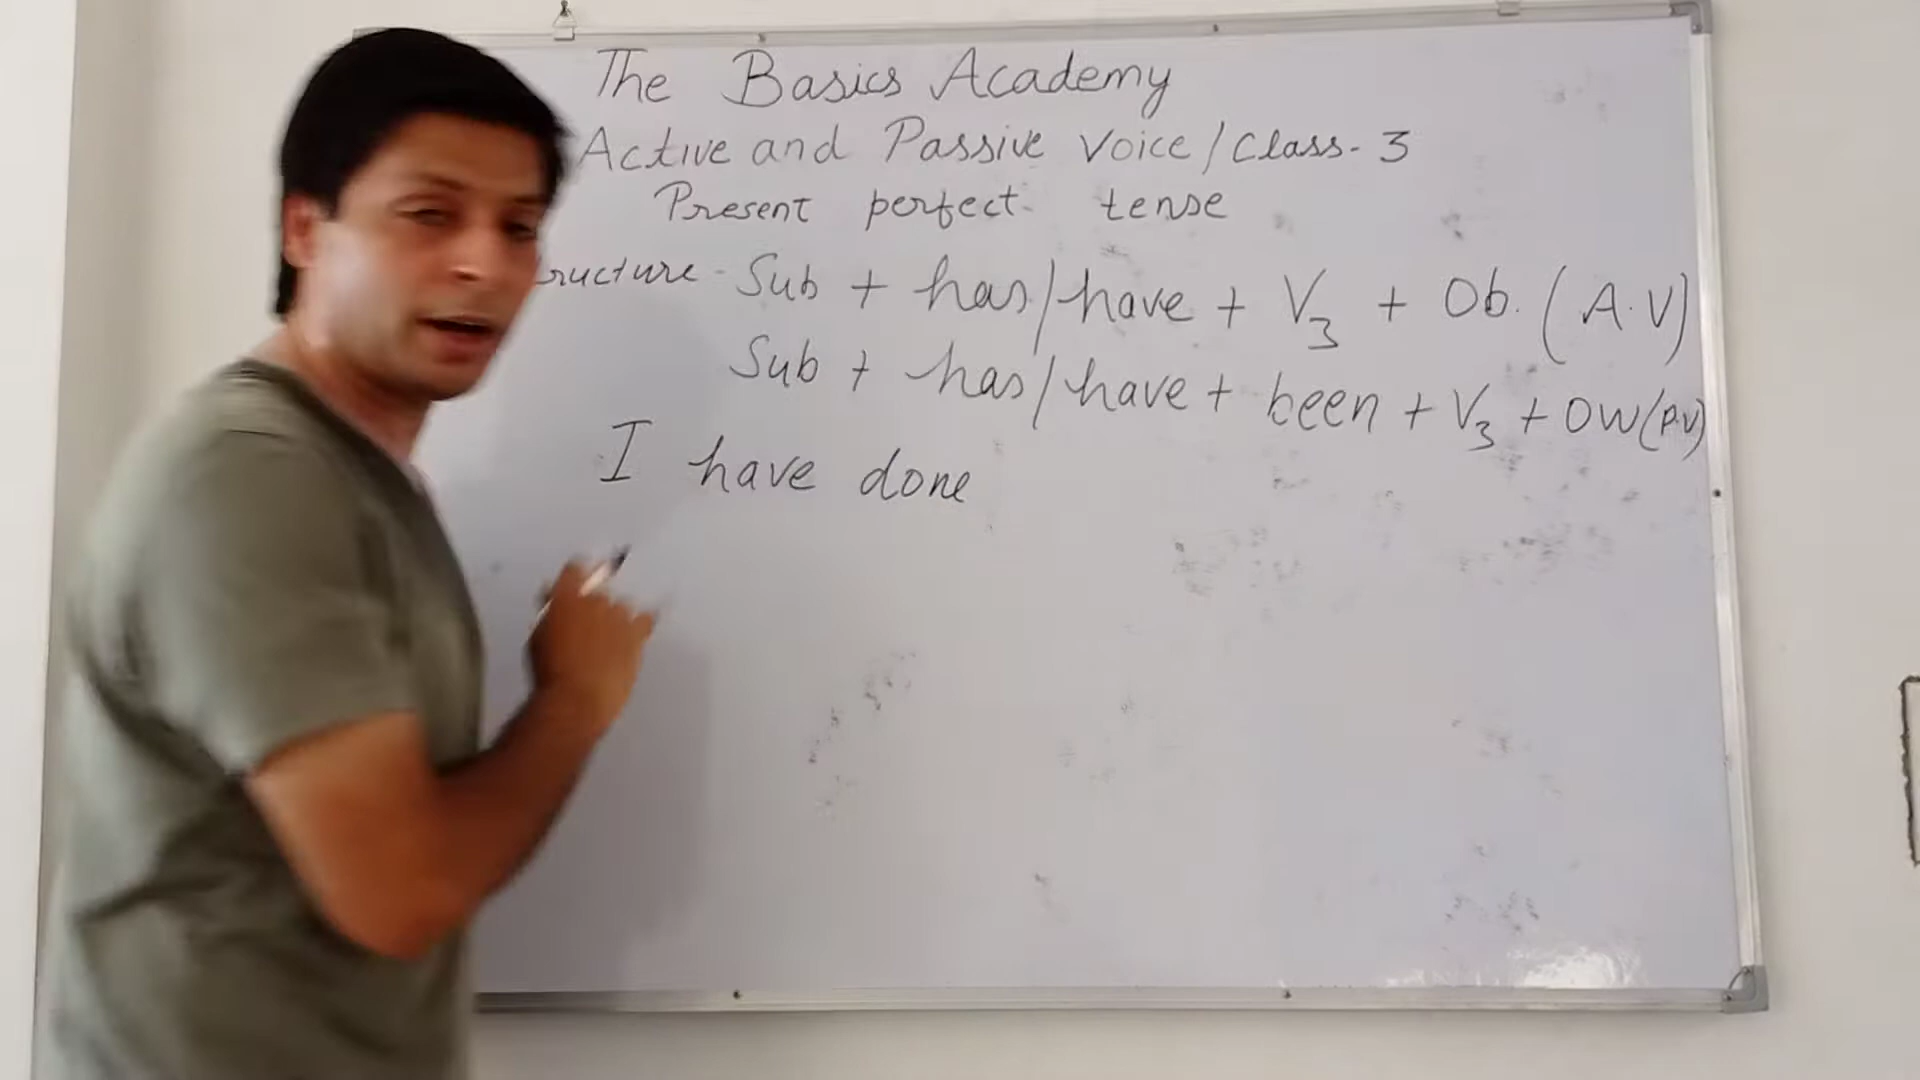 The Basics Academy
Active and Passive Voice / Class - 3
Present perfect tense
ructure - Sub + has/have + V3 + Ob. (A.V)
Sub + has/have + been + V3 + OW (P.V)
I have done